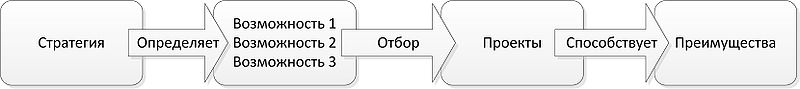 Стратегия
Определяет
Возможность 1
Возможность 2
Возможность 3
Отбор
Проекты
Способствует
Преимущества